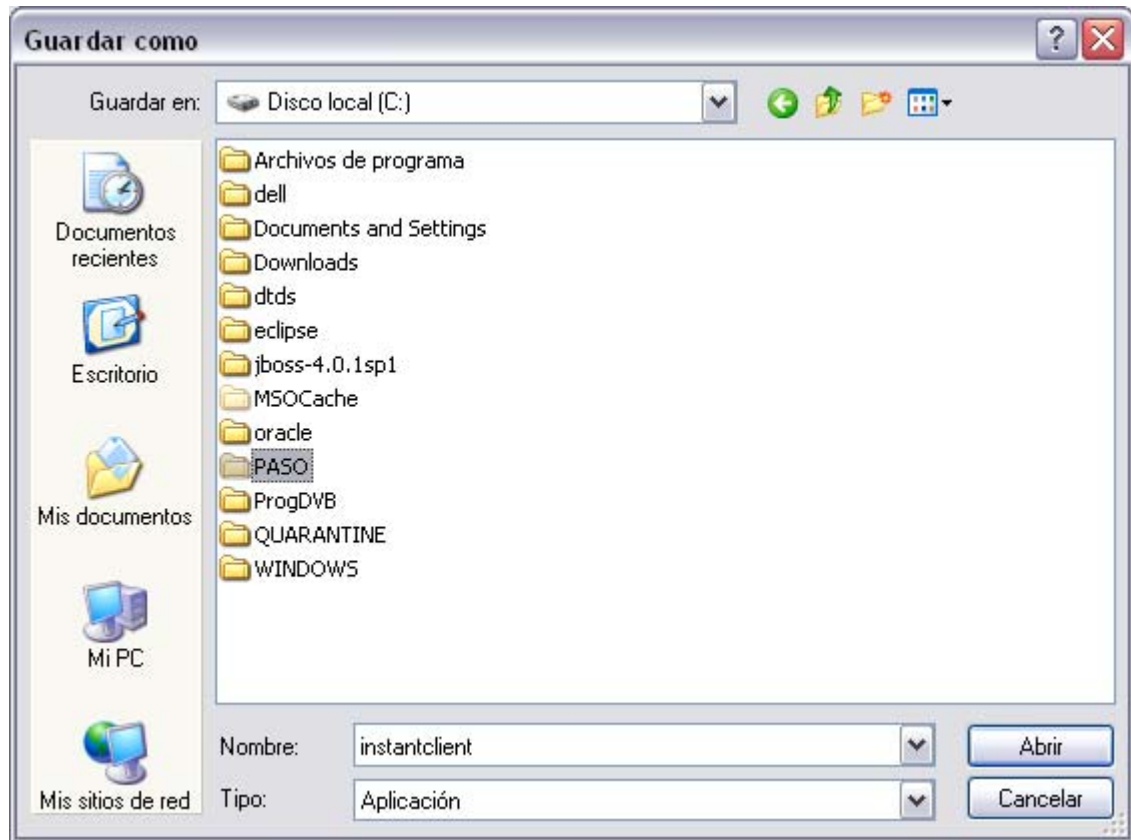 Guardar como
Guardar en:
Disco local (C:)
Documentos
recientes
Escritorio
Mis documentos
Mi PC
Mis sitios de red
Archivos de programa
dell
Documents and Settings
Downloads
dtds
eclipse
jboss-4.0.1sp1
MSOCache
oracle
PASO
ProgDVB
QUARANTINE
WINDOWS
Nombre:
instantclient
Abrir
Tipo:
Aplicación
Cancelar